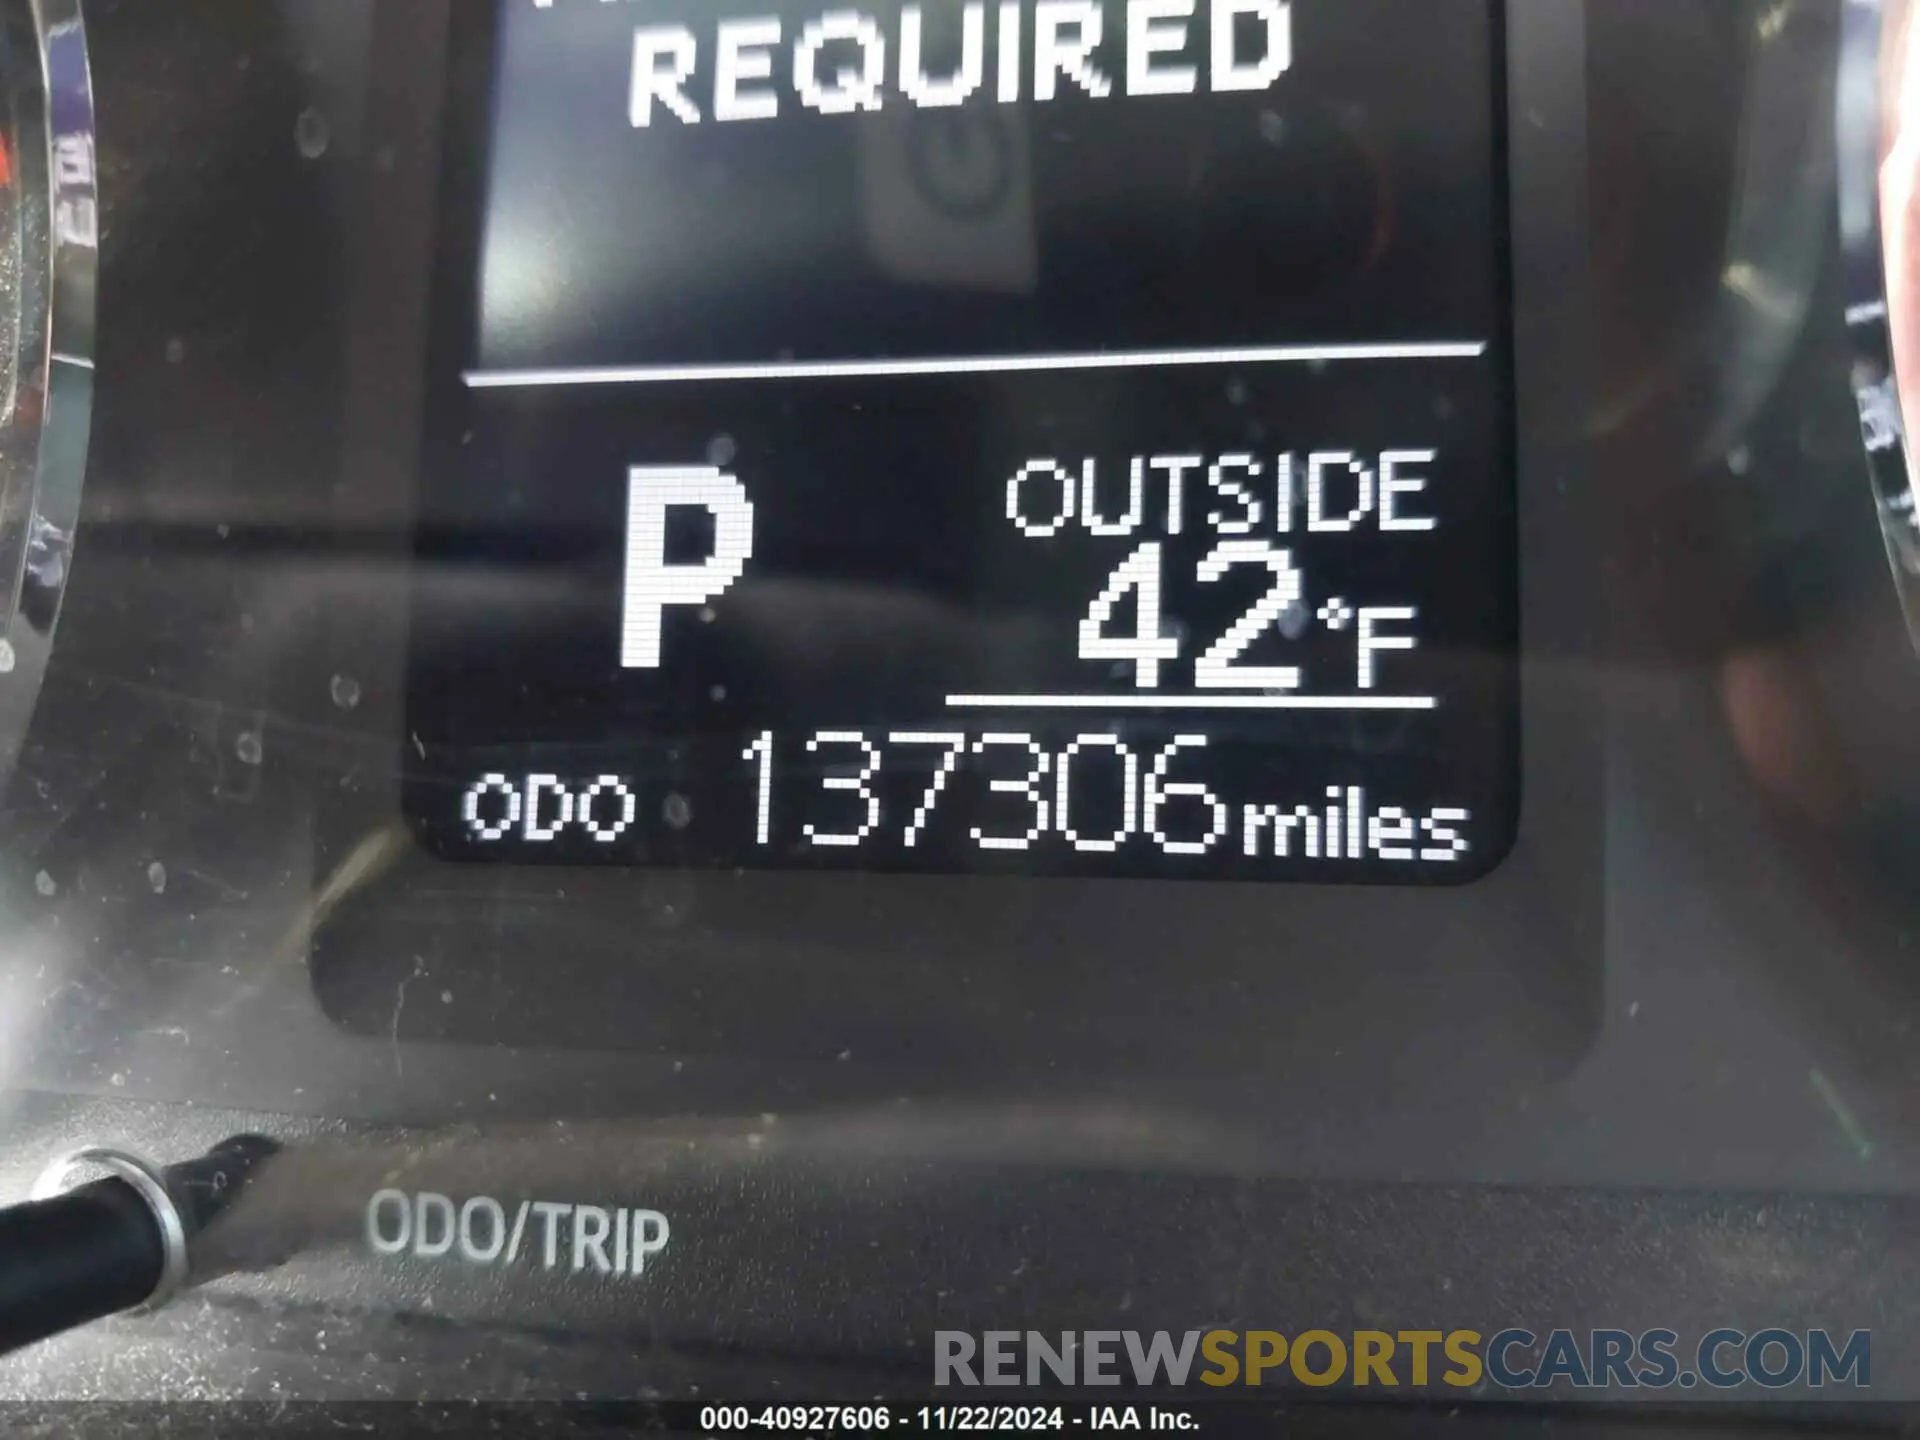 REQUIRED
P
OUTSIDE
42°F
ODO 137306 miles
ODO/TRIP
RENEWSPORTSCARS.COM
000-40927606 - 11/22/2024 - IAA Inc.